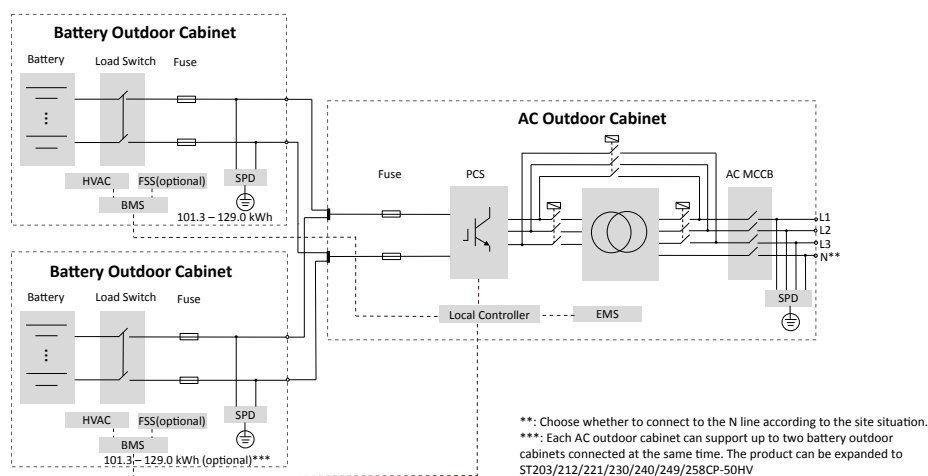 Battery Outdoor Cabinet
Battery Load Switch Fuse
HVAC FSS(optional) SPD
BMS
101.3 – 129.0 kWh
AC Outdoor Cabinet
Fuse PCS AC MCCB
L1
L2
L3
N**
SPD
Local Controller EMS
Battery Outdoor Cabinet
Battery Load Switch Fuse
HVAC FSS(optional) SPD
BMS
101.3 – 129.0 kWh (optional)***
**: Choose whether to connect to the N line according to the site situation.
***: Each AC outdoor cabinet can support up to two battery outdoor
cabinets connected at the same time. The product can be expanded to
ST203/212/221/230/240/249/258CP-50HV